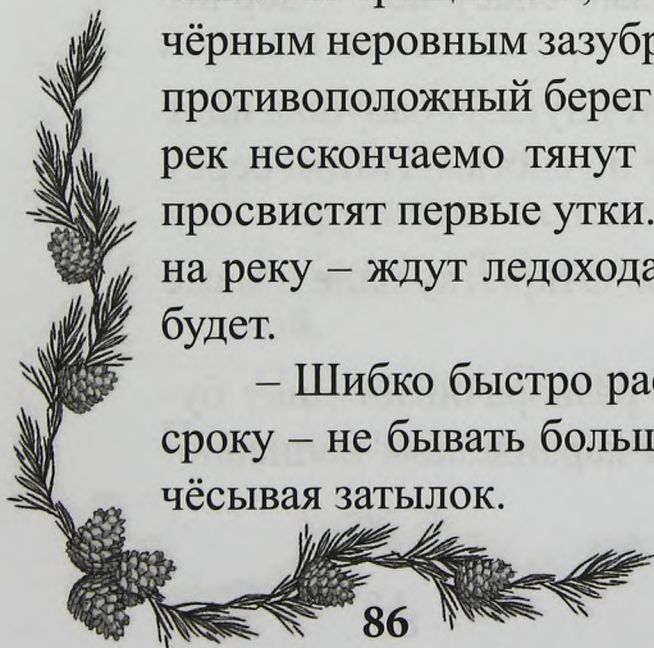 чёрным неровным зазубр
противоположный берег
рек нескончаемо тянут
просвистят первые утки.
на реку – ждут ледохода
будет.
– Шибко быстро рас
сроку – не бывать больш
чёсывая затылок.
86